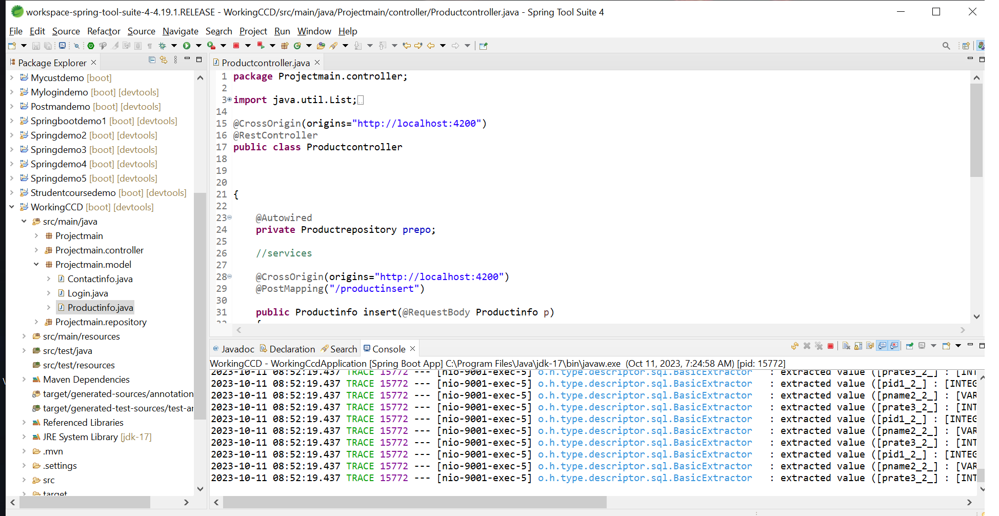 workspace-spring-tool-suite-4-4.19.1.RELEASE - WorkingCCD/src/main/java/Projectmain/controller/Productcontroller.java - Spring Tool Suite 4
File Edit Source Refactor Source Navigate Search Project Run Window Help
Package Explorer
Mycustdemo [boot]
Mylogindemo [boot] [devtools]
Postmandemo [boot] [devtools]
Springbootdemo1 [boot] [devtools]
Springdemo2 [boot] [devtools]
Springdemo3 [boot] [devtools]
Springdemo4 [boot] [devtools]
Springdemo5 [boot] [devtools]
Strudentcoursedemo [boot] [devtools]
WorkingCCD [boot] [devtools]
src/main/java
Projectmain
Projectmain.controller
Projectmain.model
Contactinfo.java
Login.java
Productinfo.java
Projectmain.repository
src/main/resources
src/test/java
src/test/resources
Maven Dependencies
target/generated-sources/annotation
target/generated-test-sources/test-ar
Referenced Libraries
JRE System Library [jdk-17]
.mvn
.settings
src
target
Productcontroller.java
1 package Projectmain.controller;
2
3 import java.util.List;
14
15 @CrossOrigin(origins="http://localhost:4200")
16 @RestController
17 public class Productcontroller
18
19
20
21 {
22
23 @Autowired
24 private Productrepository prepo;
25
26 //services
27
28 @CrossOrigin(origins="http://localhost:4200")
29 @PostMapping("/productinsert")
30
31 public Productinfo insert(@RequestBody Productinfo p)
32 {
@ Javadoc Declaration Search Console
WorkingCCD - WorkingCcdApplication [Spring Boot App] C:\Program Files\Java\jdk-17\bin\javaw.exe (Oct 11, 2023, 7:24:58 AM) [pid: 15772]
2023-10-11 08:52:19.437 TRACE 15772 --- [nio-9001-exec-5] o.h.type.descriptor.sql.BasicExtractor : extracted value ([prate3_2_] : [INT
2023-10-11 08:52:19.437 TRACE 15772 --- [nio-9001-exec-5] o.h.type.descriptor.sql.BasicExtractor : extracted value ([pid1_2_] : [INTEG
2023-10-11 08:52:19.437 TRACE 15772 --- [nio-9001-exec-5] o.h.type.descriptor.sql.BasicExtractor : extracted value ([pname2_2_] : [VAR
2023-10-11 08:52:19.437 TRACE 15772 --- [nio-9001-exec-5] o.h.type.descriptor.sql.BasicExtractor : extracted value ([prate3_2_] : [INT
2023-10-11 08:52:19.437 TRACE 15772 --- [nio-9001-exec-5] o.h.type.descriptor.sql.BasicExtractor : extracted value ([pid1_2_] : [INTEG
2023-10-11 08:52:19.437 TRACE 15772 --- [nio-9001-exec-5] o.h.type.descriptor.sql.BasicExtractor : extracted value ([pname2_2_] : [VAR
2023-10-11 08:52:19.437 TRACE 15772 --- [nio-9001-exec-5] o.h.type.descriptor.sql.BasicExtractor : extracted value ([prate3_2_] : [INT
2023-10-11 08:52:19.437 TRACE 15772 --- [nio-9001-exec-5] o.h.type.descriptor.sql.BasicExtractor : extracted value ([pid1_2_] : [INTEG
2023-10-11 08:52:19.437 TRACE 15772 --- [nio-9001-exec-5] o.h.type.descriptor.sql.BasicExtractor : extracted value ([pname2_2_] : [VAR
2023-10-11 08:52:19.437 TRACE 15772 --- [nio-9001-exec-5] o.h.type.descriptor.sql.BasicExtractor : extracted value ([prate3_2_] : [INT